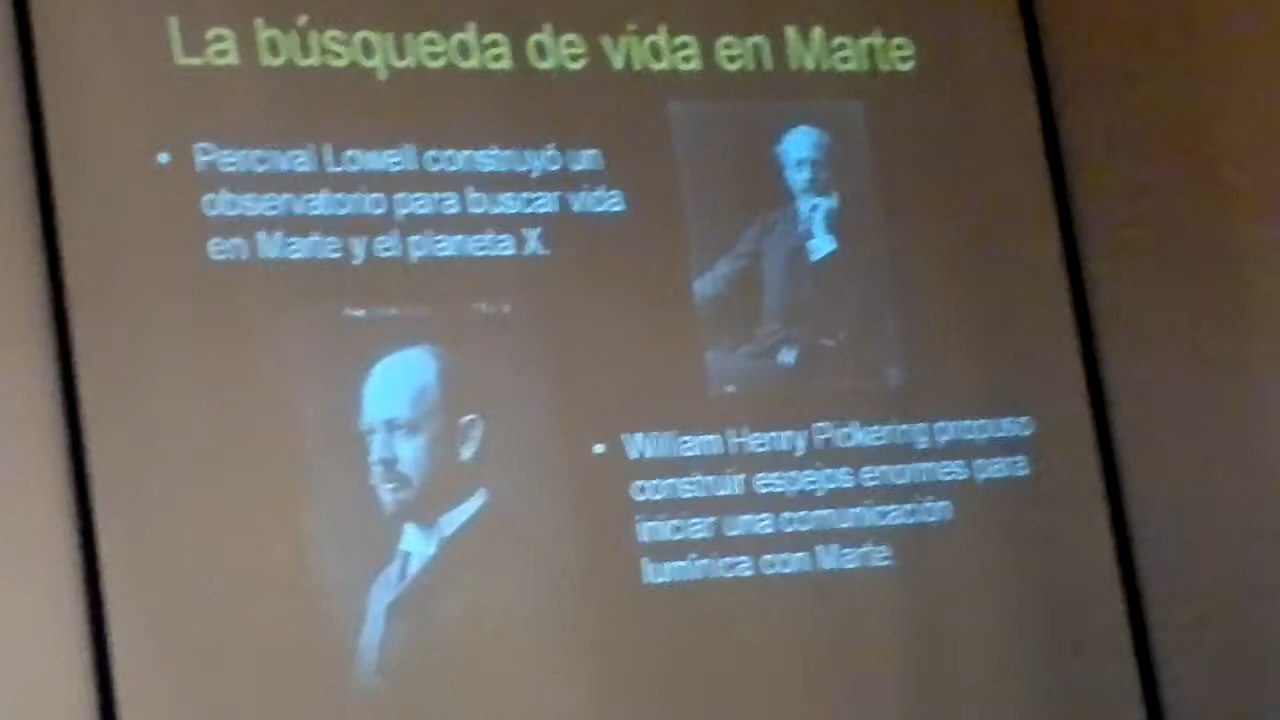 La búsqueda de vida en Marte
• Percival Lowell construyó un
observatorio para buscar vida
en Marte y el planeta X.
• William Henry Pickering propuso
construir espejos enormes para
iniciar una comunicación
lumínica con Marte.